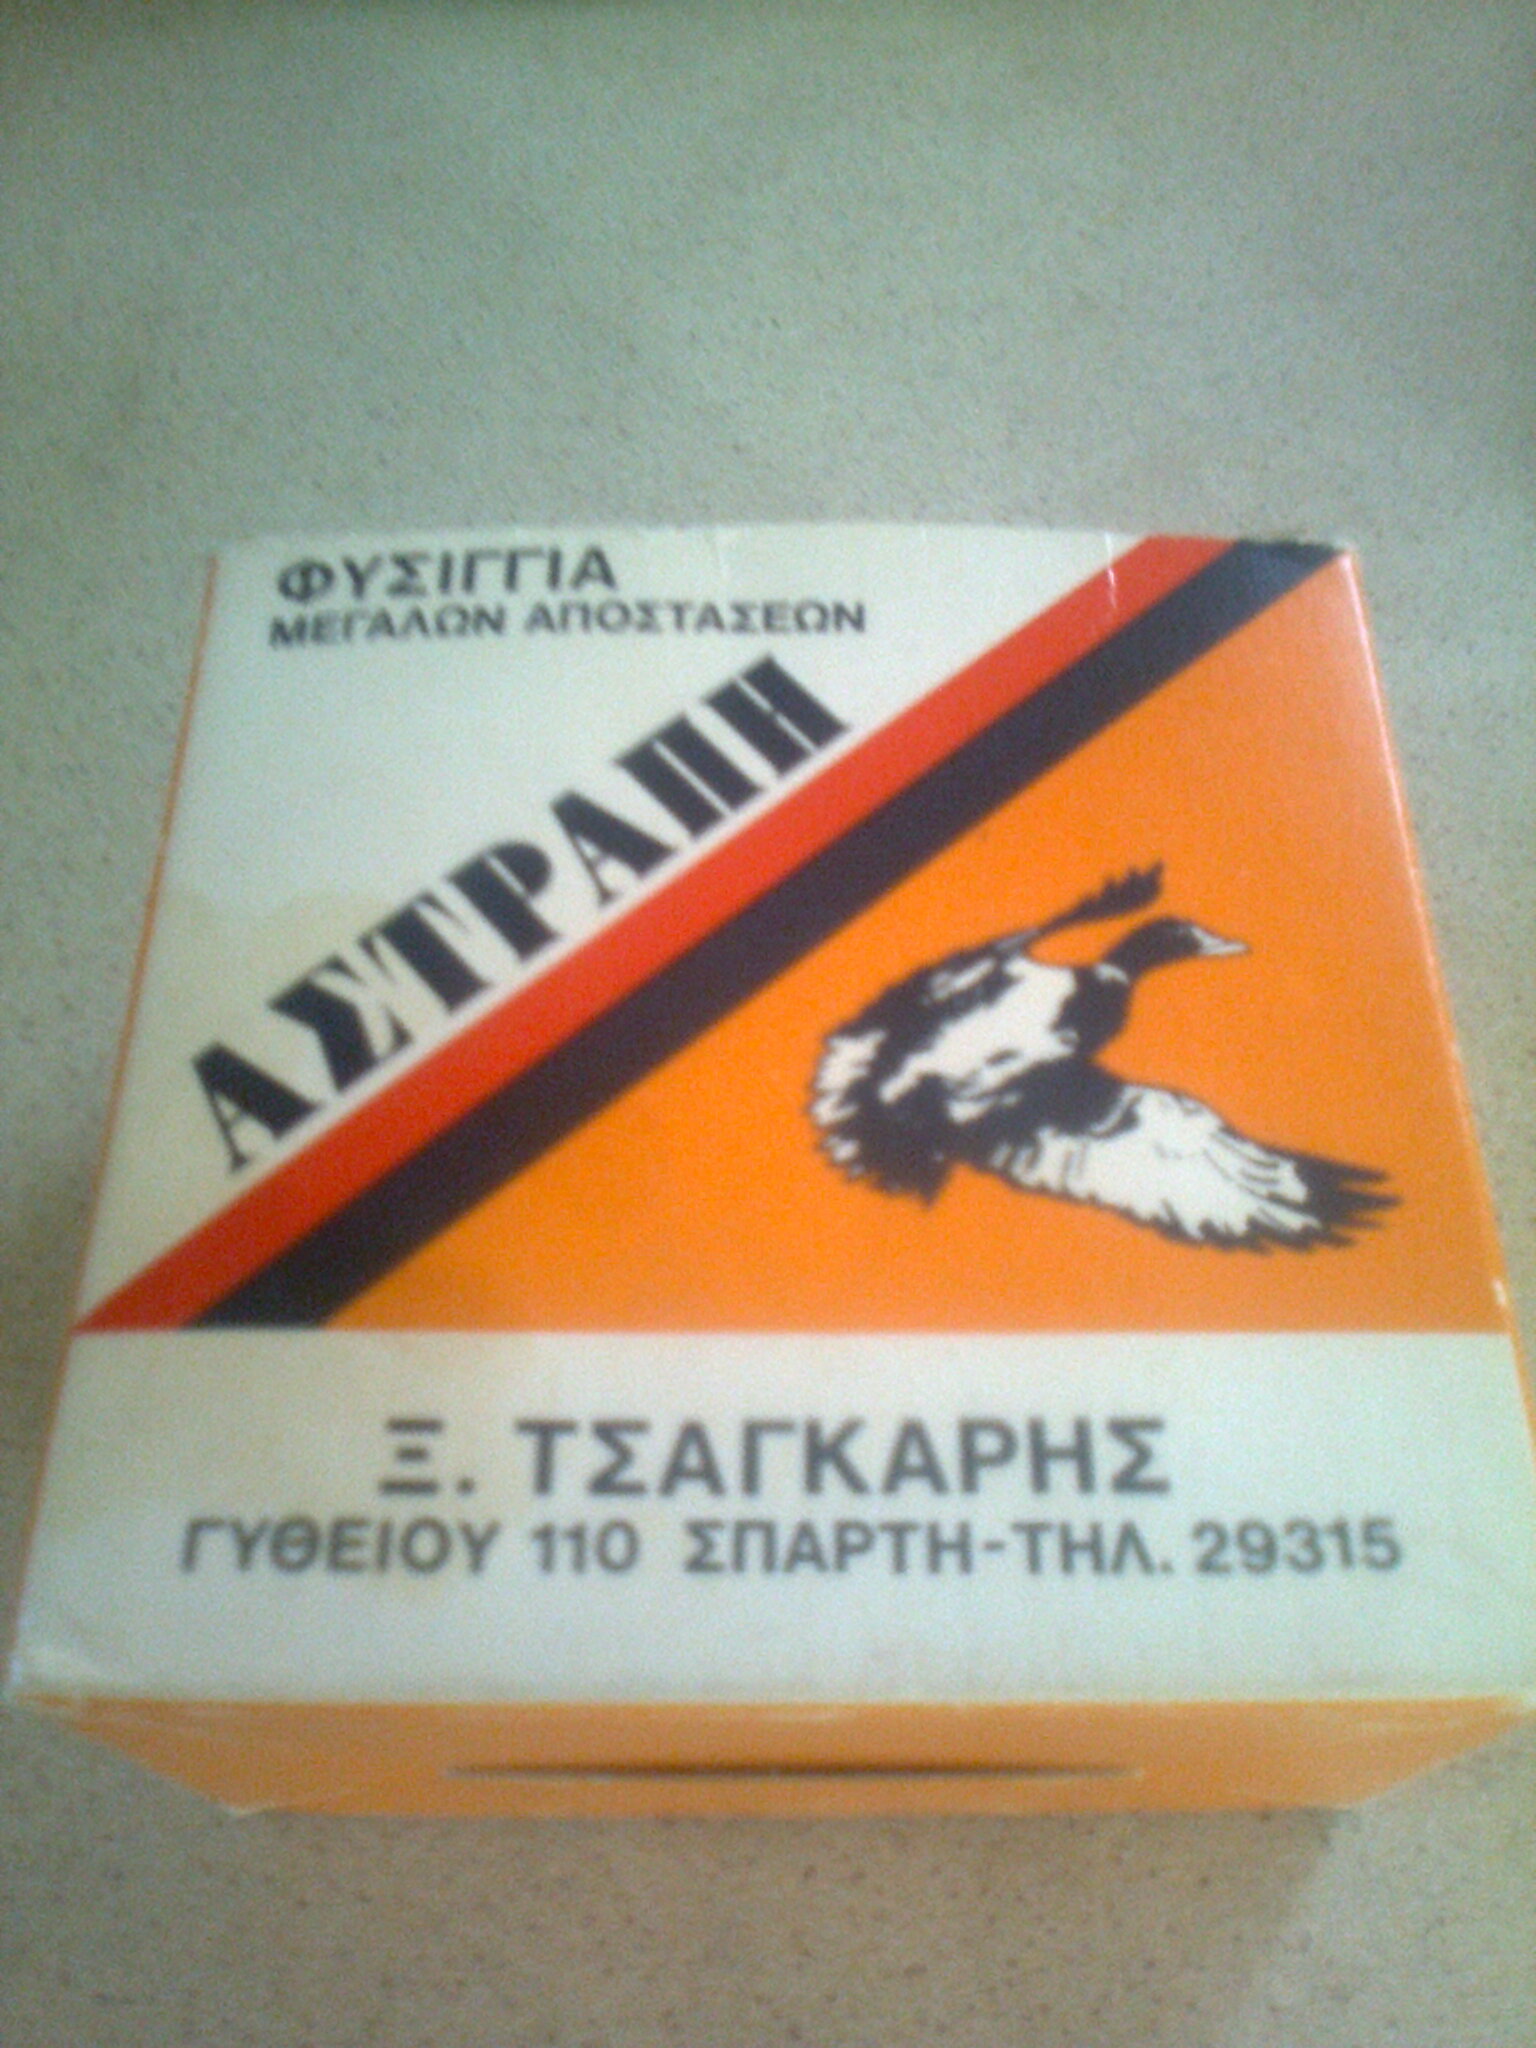 ΦΥΣΙΓΓΙΑ
ΜΕΓΑΛΩΝ ΑΠΟΣΤΑΣΕΩΝ
ΑΣΤΡΑΠΗ
Ξ. ΤΣΑΓΚΑΡΗΣ
ΓΥΘΕΙΟΥ 110 ΣΠΑΡΤΗ-ΤΗΛ. 29315